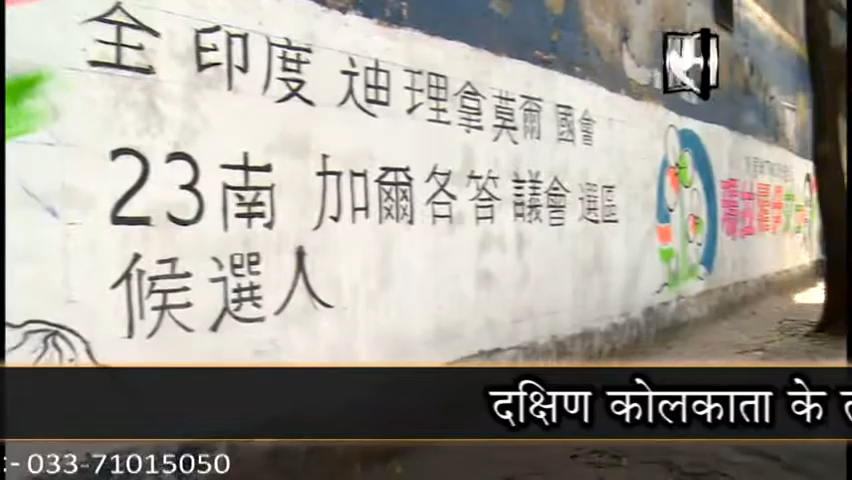 全 印度 迪理拿莫爾 國會
23南 加爾各答 議會 選區
候選人
दक्षिण कोलकाता के
:- 033-71015050